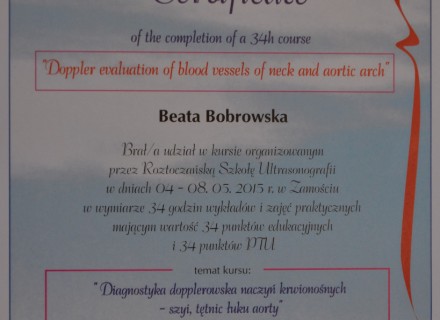 Certificate
of the completion of a 34h course
"Doppler evaluation of blood vessels of neck and aortic arch"
Beata Bobrowska
Brał/a udział w kursie organizowanym
przez Roztoczańską Szkołę Ultrasonografii
w dniach 04 - 08. 05. 2015 r. w Zamościu
w wymiarze 34 godzin wykładów i zajęć praktycznych
mającym wartość 34 punktów edukacyjnych
i 34 punktów PTU
temat kursu:
"Diagnostyka dopplerowska naczyń krwionośnych
- szyi, tętnic łuku aorty"